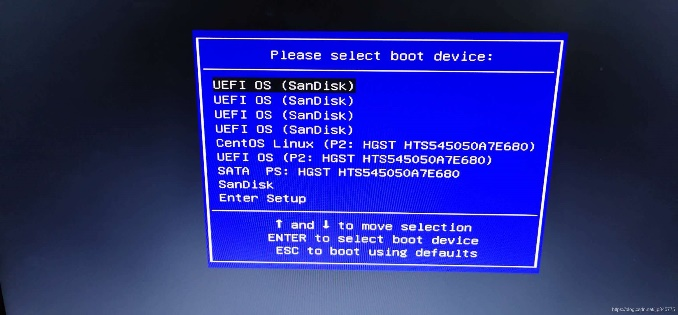 Please select boot device:
UEFI OS (SanDisk)
UEFI OS (SanDisk)
UEFI OS (SanDisk)
UEFI OS (SanDisk)
CentOS Linux (P2: HGST HTS545050A7E680)
UEFI OS (P2: HGST HTS545050A7E680)
SATA PS: HGST HTS545050A7E680
SanDisk
Enter Setup
↑ and ↓ to move selection
ENTER to select boot device
ESC to boot using defaults